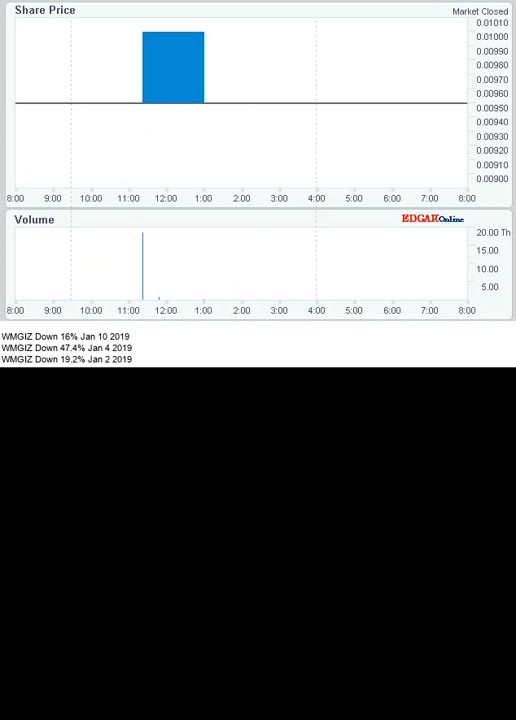 Share Price
Market Closed
0.01010
0.01000
0.00990
0.00980
0.00970
0.00960
0.00950
0.00940
0.00930
0.00920
0.00910
0.00900
8:00 9:00 10:00 11:00 12:00 1:00 2:00 3:00 4:00 5:00 6:00 7:00 8:00
Volume
EDGAR Online
20.00 Th
15.00
10.00
5.00
8:00 9:00 10:00 11:00 12:00 1:00 2:00 3:00 4:00 5:00 6:00 7:00 8:00
WMGIZ Down 16% Jan 10 2019
WMGIZ Down 47.4% Jan 4 2019
WMGIZ Down 19.2% Jan 2 2019